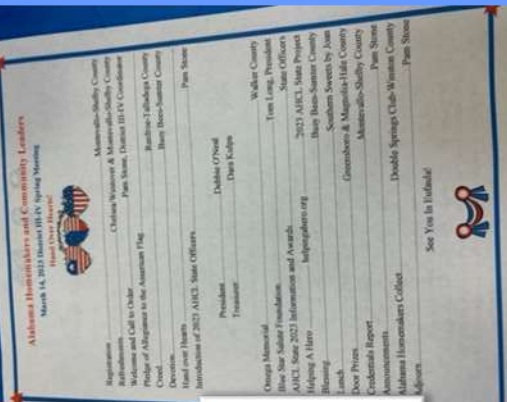 Alabama Homemakers and Community Leaders
March 14, 2023 District III-IV Spring Meeting
Hand Over Hearts!
Registration Montevallo-Shelby County
Refreshments Chelsea/Westover & Montevallo-Shelby County
Welcome and Call to Order Pam Stone, District III-IV Coordinator
Pledge of Allegiance to the American Flag Renfroe-Talladega County
Creed Busy Bees-Sumter County
Devotion
Hand over Hearts Pam Stone
Introduction of 2023 AHCL State Officers
President Debbie O'Neal
Treasurer Dara Kulpa
Omega Memorial Walker County
Blue Star Salute Foundation Tom Long, President
AHCL State 2023 Information and Awards State Officers
Helping A Hero helpingahero.org 2023 AHCL State Project
Blessing Busy Bees-Sumter County
Lunch Southern Sweets by Joan
Door Prizes Greensboro & Magnolia-Hale County
Credentials Report Montevallo-Shelby County
Announcements Pam Stone
Alabama Homemakers Collect Double Springs Club-Winston County
Adjourn Pam Stone
See You In Eufaula!